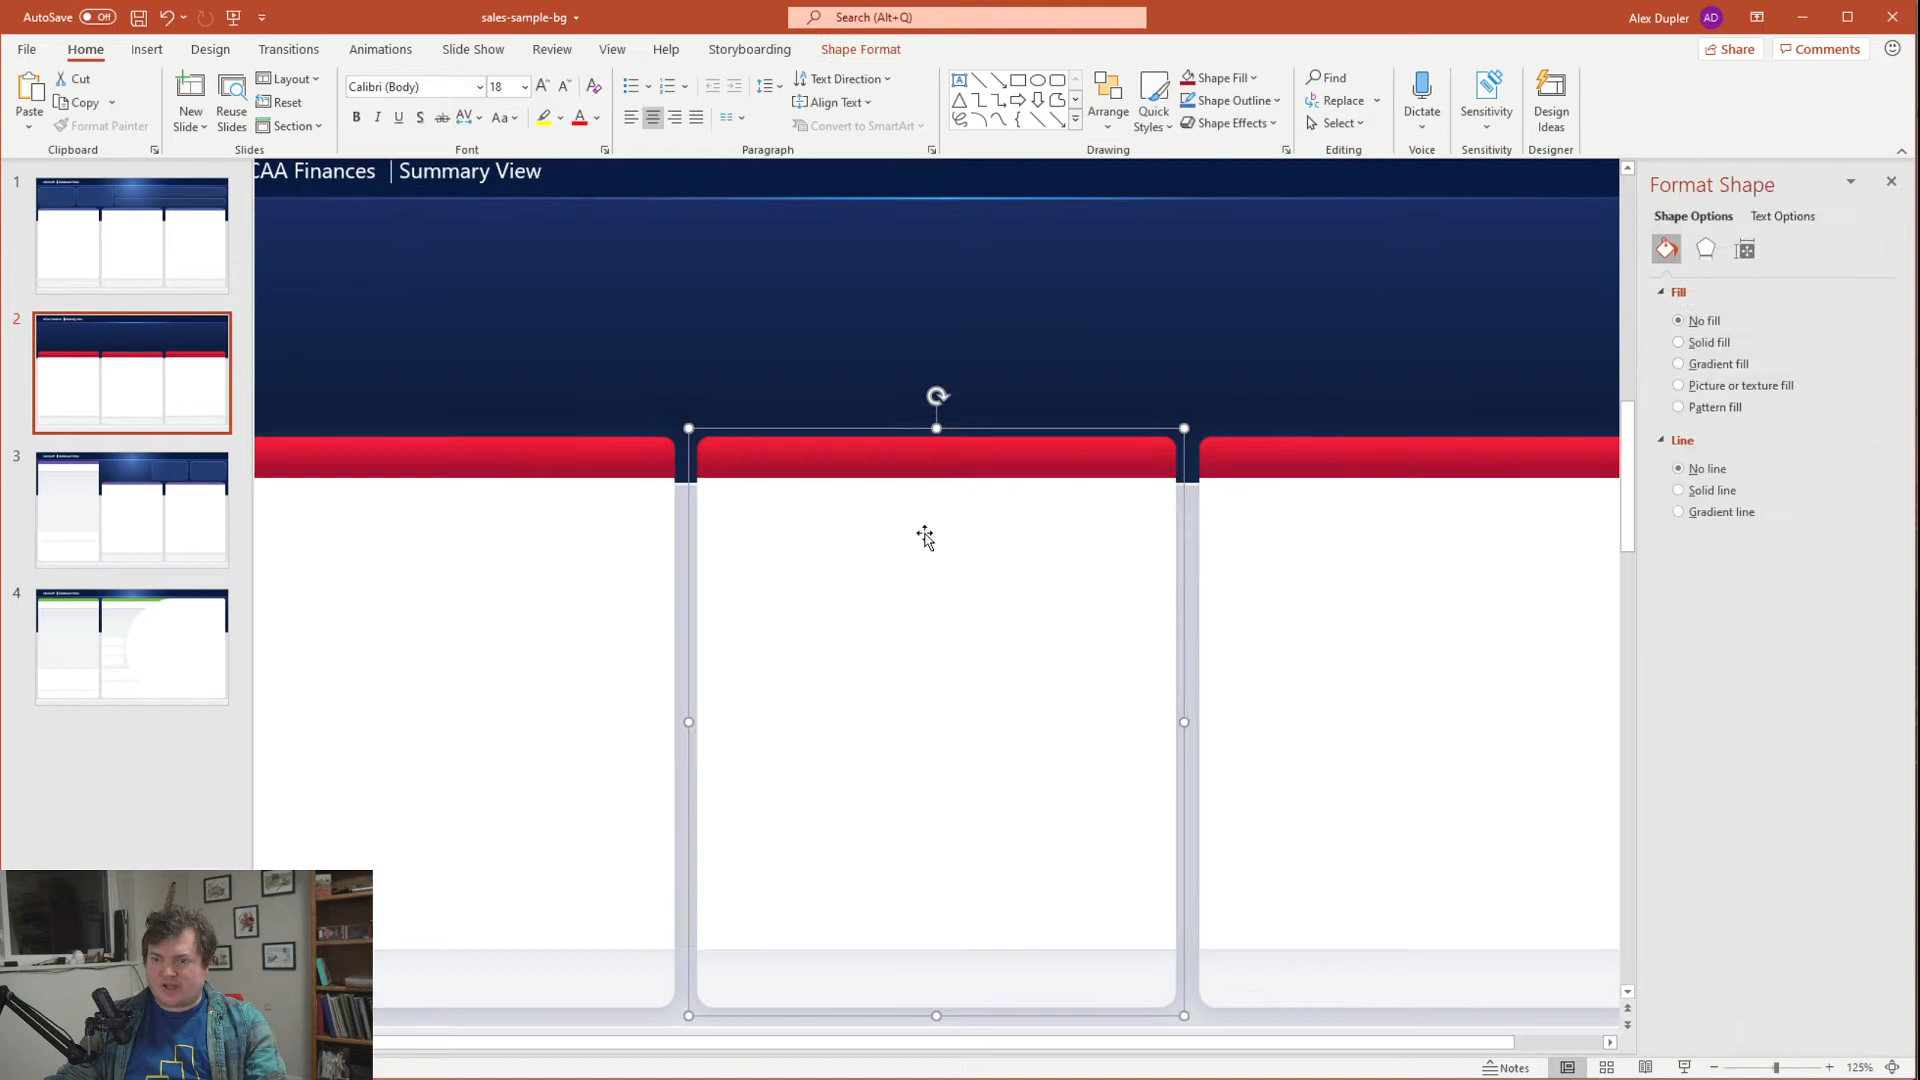 AutoSave Off
sales-sample-bg
Search (Alt+Q)
Alex Dupler AD
File Home Insert Design Transitions Animations Slide Show Review View Help Storyboarding Shape Format
Share Comments
Paste
Cut
Copy
Format Painter
Clipboard
New Slide
Reuse Slides
Layout
Reset
Section
Slides
Calibri (Body) 18
B I U S ab AV Aa A
Font
Text Direction
Align Text
Convert to SmartArt
Paragraph
Arrange
Quick Styles
Shape Fill
Shape Outline
Shape Effects
Drawing
Find
Replace
Select
Editing
Dictate
Voice
Sensitivity
Sensitivity
Design Ideas
Designer
1
2
3
4
CAA Finances | Summary View
Format Shape
Shape Options Text Options
Fill
No fill
Solid fill
Gradient fill
Picture or texture fill
Pattern fill
Line
No line
Solid line
Gradient line
Notes
125%